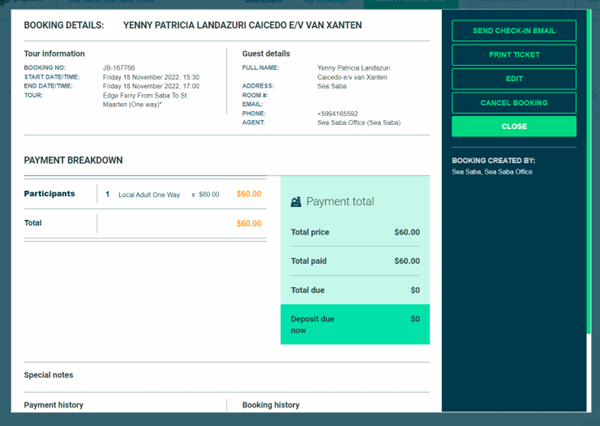 BOOKING DETAILS: YENNY PATRICIA LANDAZURI CAICEDO E/V VAN XANTEN
Tour information
BOOKING NO: JB-167766
START DATE/TIME: Friday 18 November 2022, 15:30
END DATE/TIME: Friday 18 November 2022, 17:00
TOUR: Edge Ferry From Saba To St
Maarten (One way)*
Guest details
FULL NAME: Yenny Patricia Landazuri
Caicedo e/v van Xanten
ADDRESS: Sea Saba
ROOM #:
EMAIL:
PHONE: +5994165592
AGENT: Sea Saba Office (Sea Saba)
PAYMENT BREAKDOWN
Participants 1 Local Adult One Way x $60.00 $60.00
Total $60.00
Payment total
Total price $60.00
Total paid $60.00
Total due $0
Deposit due $0
now
Special notes
Payment history
Booking history
SEND CHECK-IN EMAIL
PRINT TICKET
EDIT
CANCEL BOOKING
CLOSE
BOOKING CREATED BY:
Sea Saba, Sea Saba Office